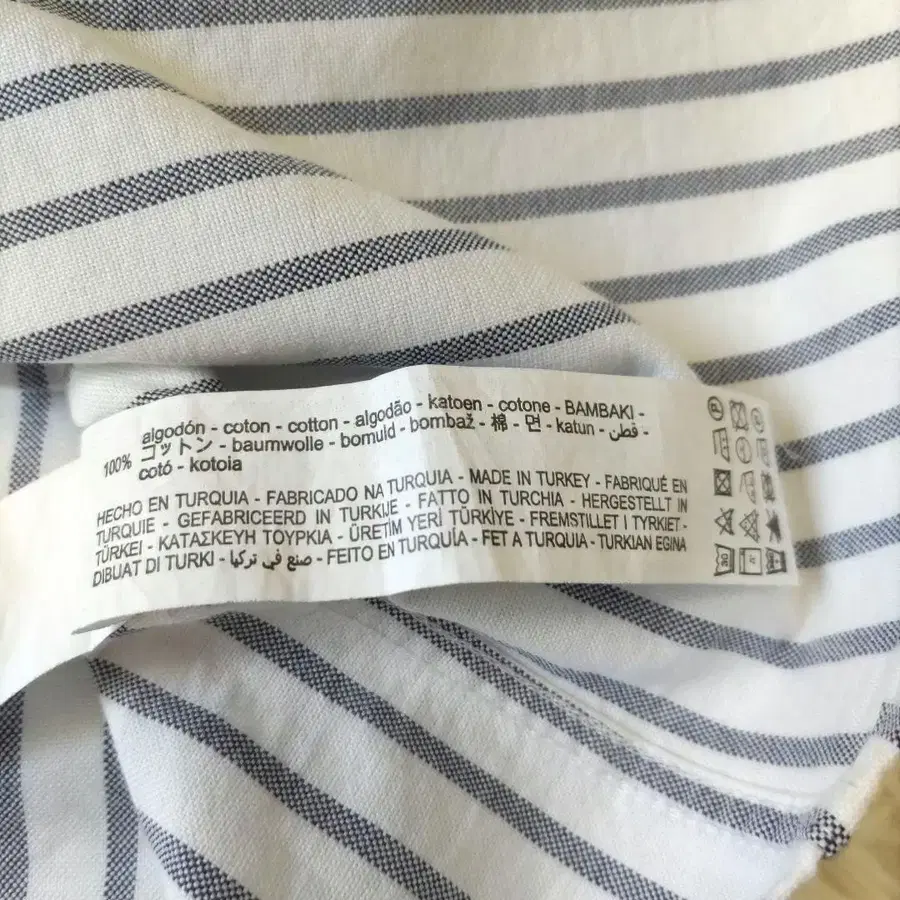 algodón - coton - cotton - algodão - katoen - cotone - BAMBAKI -
100% コットン - baumwolle - bomuld - bombaž - 棉 - 면 - katun - قطن -
cotó - kotoia
HECHO EN TURQUIA - FABRICADO NA TURQUIA - MADE IN TURKEY - FABRIQUÉ EN
TURQUIE - GEFABRICEERD IN TURKIJE - FATTO IN TURCHIA - HERGESTELLT IN
TÜRKEI - ΚΑΤΑΣΚΕΥΗ ΤΟΥΡΚΙΑ - ÜRETİM YERİ TÜRKİYE - FREMSTILLET I TYRKIET -
DIBUAT DI TURKI - صنع في تركيا - FEITO EN TURQUÍA - FET A TURQUIA - TURKIAN EGINA